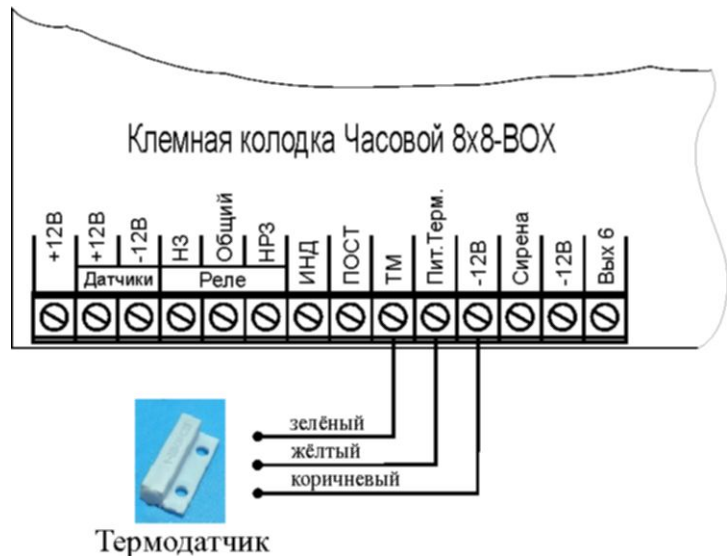 Клемная колодка Часовой 8х8-BOX
+12В
+12В
-12В
НЗ
Общий
НРЗ
ИНД
ПОСТ
ТМ
Пит.Терм.
-12В
Сирена
-12В
Вых 6
Датчики
Реле
зелёный
жёлтый
коричневый
Термодатчик